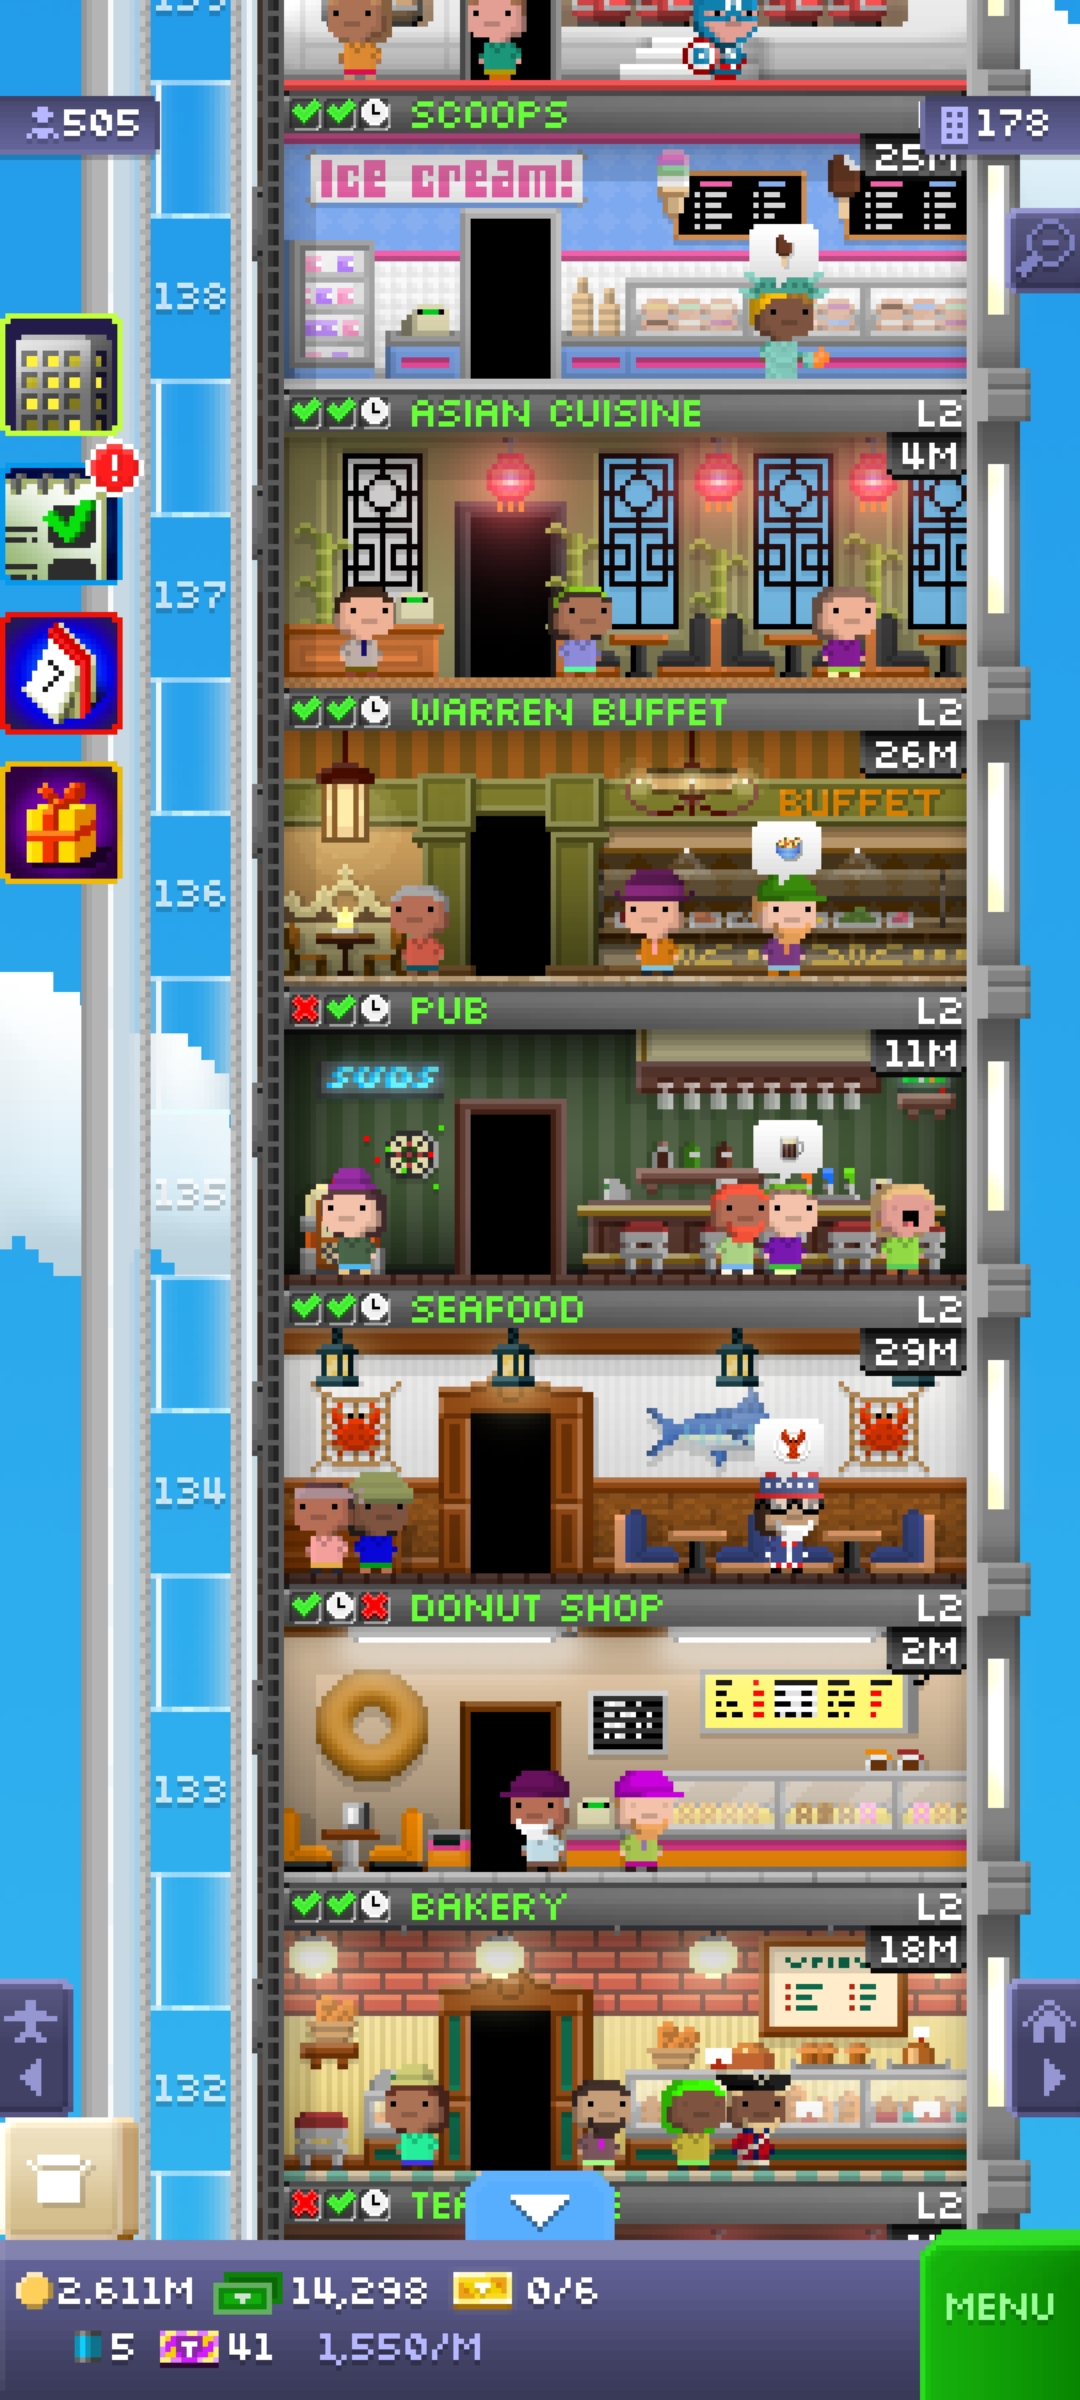 505
178
SCOOPS
25M
Ice cream!
138
ASIAN CUISINE L2
4M
137
WARREN BUFFET L2
26M
BUFFET
136
PUB L2
11M
SUDS
135
SEAFOOD L2
29M
134
DONUT SHOP L2
2M
133
BAKERY L2
18M
132
L2
2.611M 14,298 0/6
MENU
5 41 1,550/M